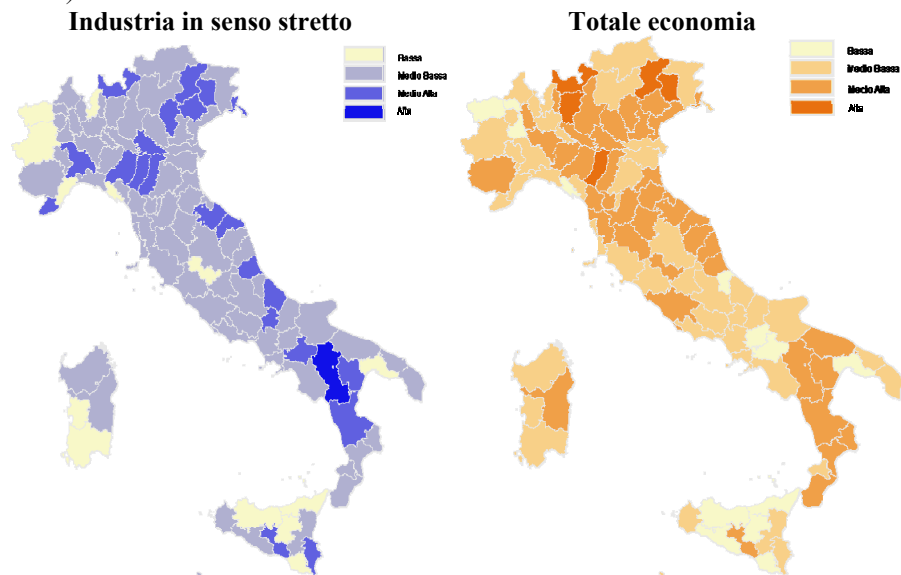 Industria in senso stretto
Totale economia
Bassa
Medio Bassa
Medio Alta
Alta
Bassa
Medio Bassa
Medio Alta
Alta